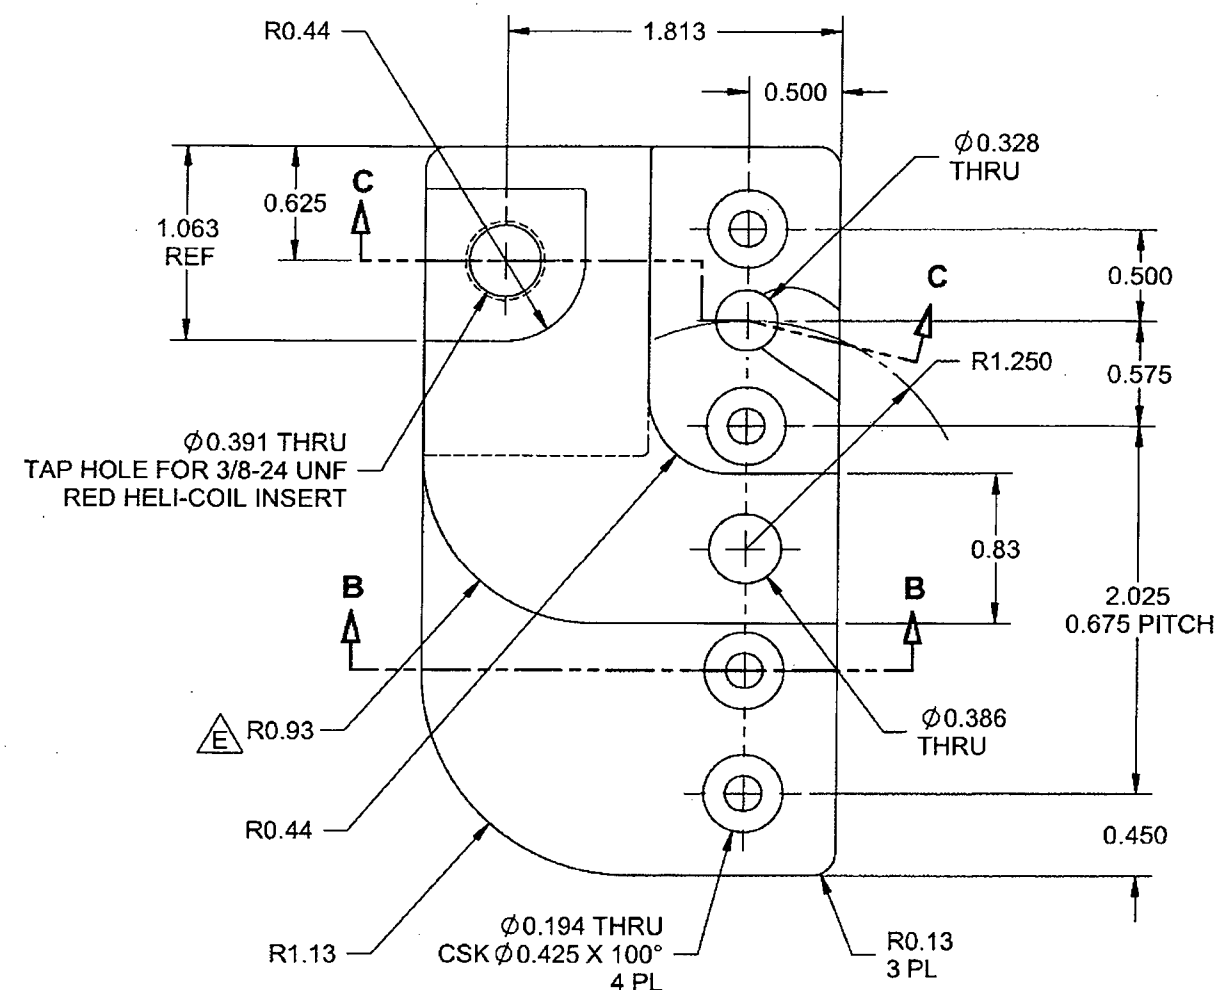 R0.44
1.813
0.500
Ø0.328
THRU
C
0.625
1.063
REF
0.500
C
R1.250
0.575
Ø0.391 THRU
TAP HOLE FOR 3/8-24 UNF
RED HELI-COIL INSERT
0.83
B
B
2.025
0.675 PITCH
E
R0.93
Ø0.386
THRU
R0.44
0.450
Ø0.194 THRU
CSK Ø0.425 X 100°
4 PL
R1.13
R0.13
3 PL